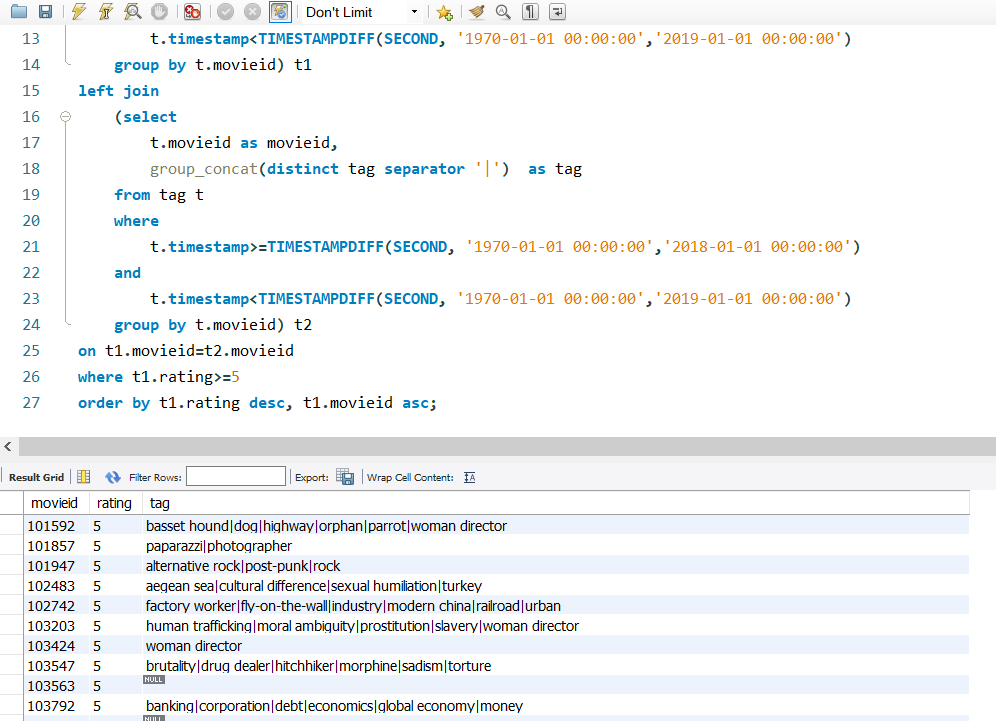 Don't Limit
13 t.timestamp<TIMESTAMPDIFF(SECOND, '1970-01-01 00:00:00','2019-01-01 00:00:00')
14 group by t.movieid) t1
15 left join
16 (select
17 t.movieid as movieid,
18 group_concat(distinct tag separator '|')  as tag
19 from tag t
20 where
21 t.timestamp>=TIMESTAMPDIFF(SECOND, '1970-01-01 00:00:00','2018-01-01 00:00:00')
22 and
23 t.timestamp<TIMESTAMPDIFF(SECOND, '1970-01-01 00:00:00','2019-01-01 00:00:00')
24 group by t.movieid) t2
25 on t1.movieid=t2.movieid
26 where t1.rating>=5
27 order by t1.rating desc, t1.movieid asc;
Result Grid Filter Rows: Export: Wrap Cell Content:
movieid rating tag
101592 5 basset hound|dog|highway|orphan|parrot|woman director
101857 5 paparazzi|photographer
101947 5 alternative rock|post-punk|rock
102483 5 aegean sea|cultural difference|sexual humiliation|turkey
102742 5 factory worker|fly-on-the-wall|industry|modern china|railroad|urban
103203 5 human trafficking|moral ambiguity|prostitution|slavery|woman director
103424 5 woman director
103547 5 brutality|drug dealer|hitchhiker|morphine|sadism|torture
103563 5 NULL
103792 5 banking|corporation|debt|economics|global economy|money
NULL